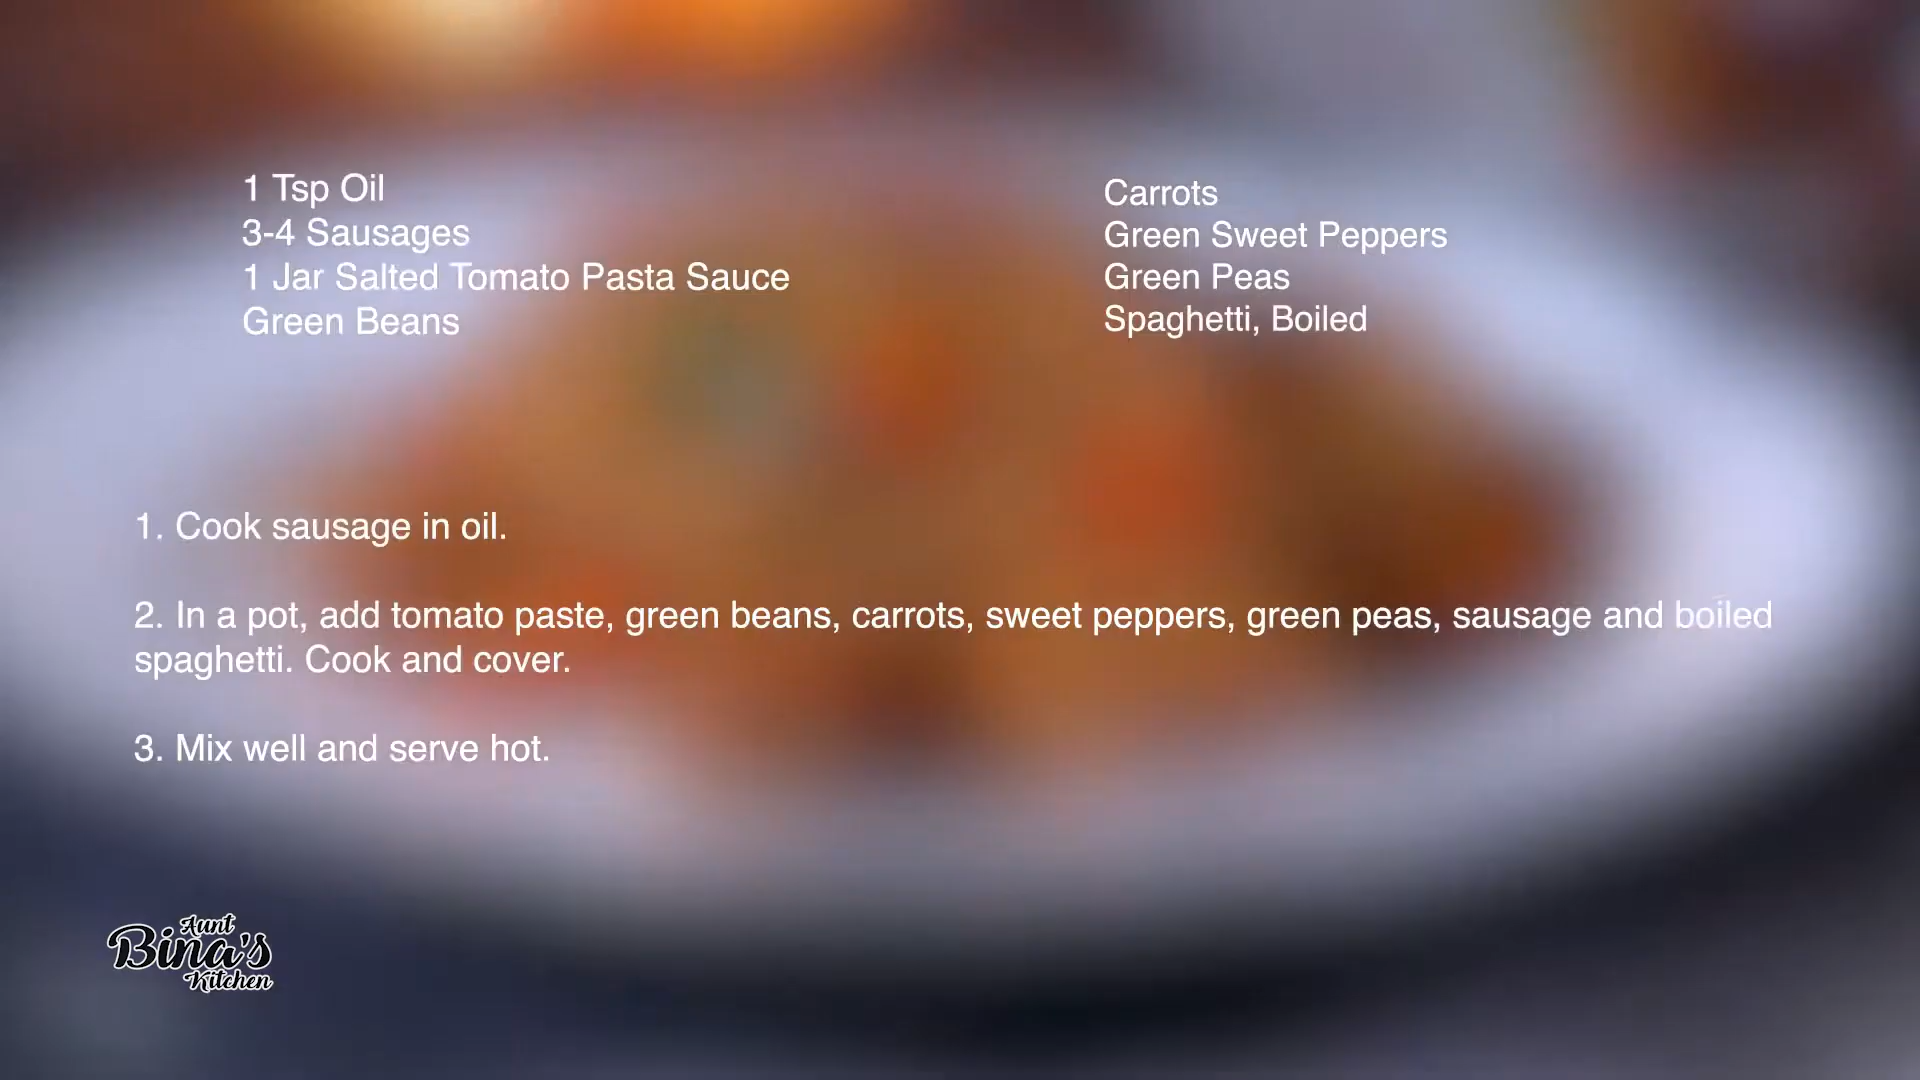 1 Tsp Oil
3-4 Sausages
1 Jar Salted Tomato Pasta Sauce
Green Beans
Carrots
Green Sweet Peppers
Green Peas
Spaghetti, Boiled
1. Cook sausage in oil.
2. In a pot, add tomato paste, green beans, carrots, sweet peppers, green peas, sausage and boiled
spaghetti. Cook and cover.
3. Mix well and serve hot.
Aunt
Bina's
Kitchen